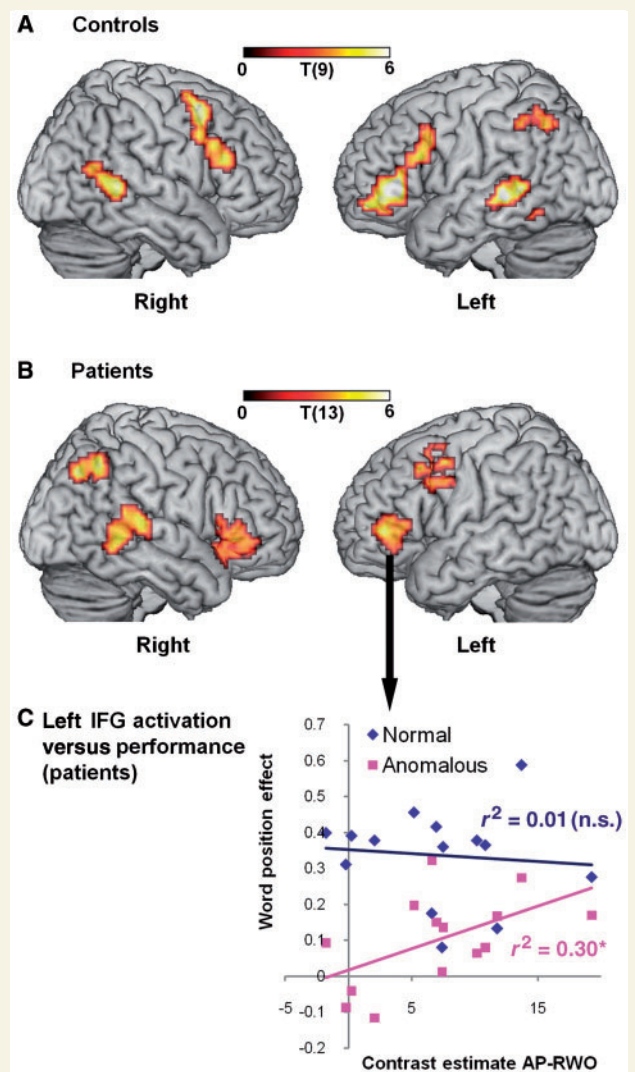 A Controls
0 T(9) 6
Right Left
B Patients
0 T(13) 6
Right Left
C Left IFG activation
versus performance
(patients)
Word position effect
0.7
0.6
0.5
0.4
0.3
0.2
0.1
0
-0.1
-0.2
Normal
Anomalous
r² = 0.01 (n.s.)
r² = 0.30*
-5 5 15
Contrast estimate AP-RWO